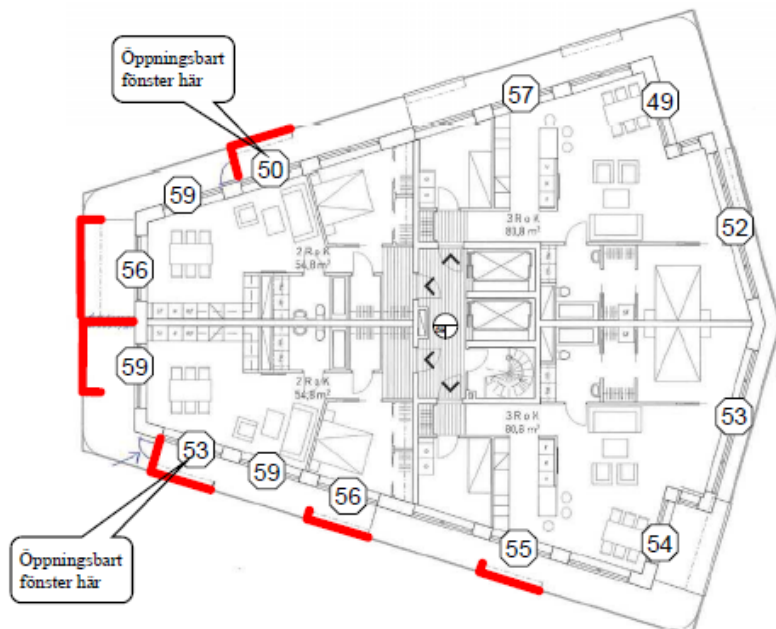 Öppningsbart
fönster här
57
49
50
59
3 R o K
83,8 m²
52
2 R o K
54,8 m²
56
59
2 R o K
54,8 m²
3 R o K
80,8 m²
53
53
59
56
55
54
Öppningsbart
fönster här